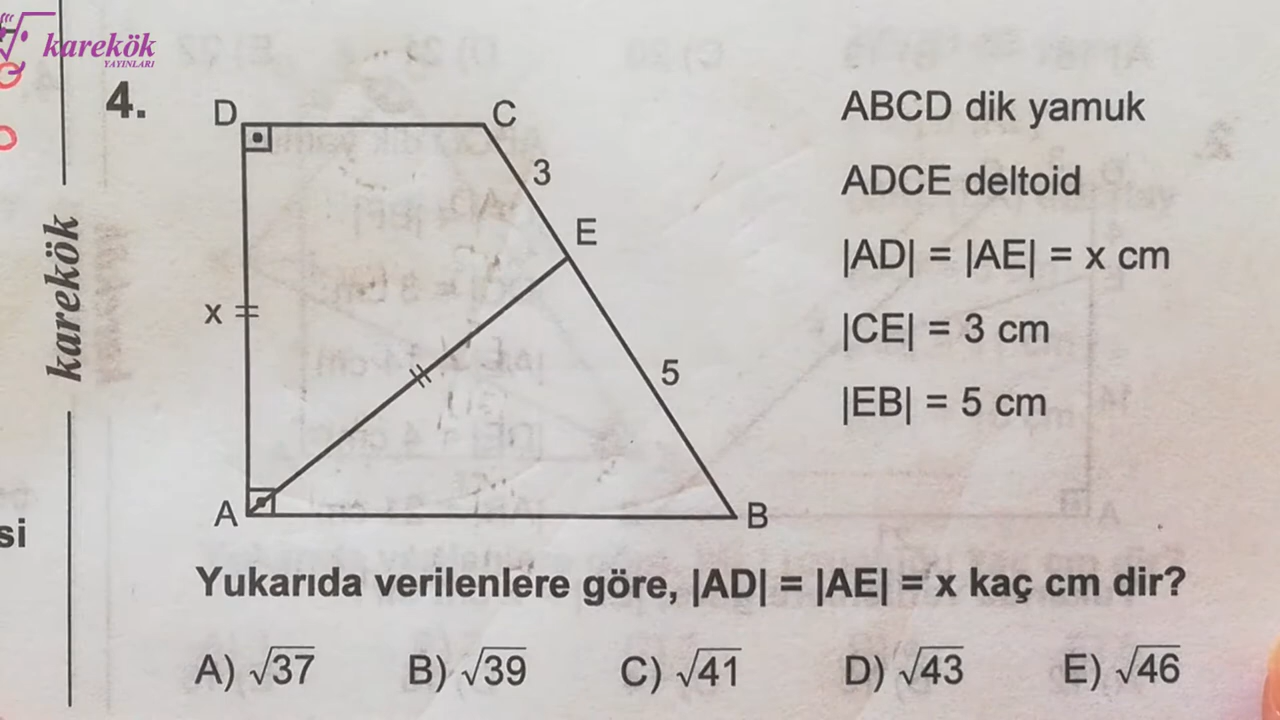 karekök
YAYINLARI
4.
D
C
3
E
x
5
A
B
ABCD dik yamuk
ADCE deltoid
|AD| = |AE| = x cm
|CE| = 3 cm
|EB| = 5 cm
karekök
si
Yukarıda verilenlere göre, |AD| = |AE| = x kaç cm dir?
A) √37 B) √39 C) √41 D) √43 E) √46